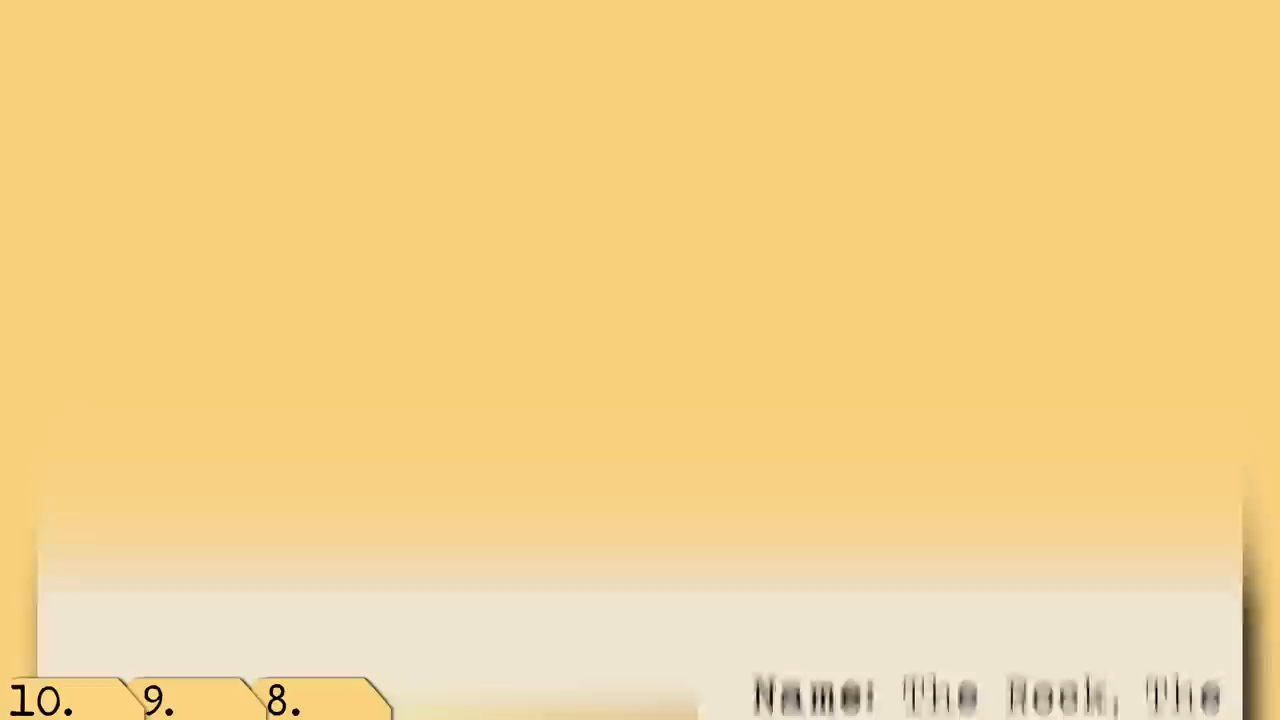 10. 9. 8.
Name: The Rock, The